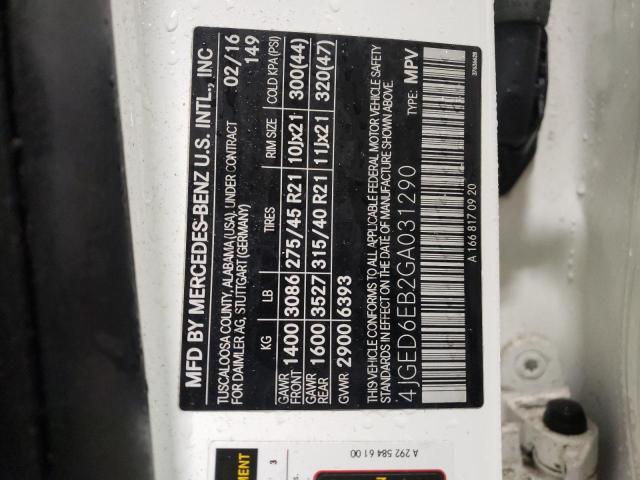 MFD BY MERCEDES-BENZ U.S. INTL., INC
TUSCALOOSA COUNTY, ALABAMA (USA), UNDER CONTRACT 02/16
FOR DAIMLER AG, STUTTGART (GERMANY) 149
KG LB TIRES RIM SIZE COLD KPA (PSI)
GAWR
FRONT 1400 3086 275/45 R21 10Jx21 300(44)
GAWR
REAR 1600 3527 315/40 R21 11Jx21 320(47)
GVWR 2900 6393
THIS VEHICLE CONFORMS TO ALL APPLICABLE FEDERAL MOTOR VEHICLE SAFETY
STANDARDS IN EFFECT ON THE DATE OF MANUFACTURE SHOWN ABOVE.
4JGED6EB2GA031290 TYPE: MPV
A 166 817 09 20
A 292 584 61 00
3